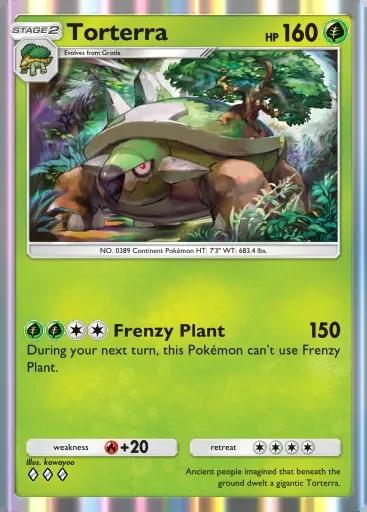 STAGE 2
Torterra
HP 160
Evolves from Grotle
NO. 0389 Continent Pokémon HT: 7'3" WT: 683.4 lbs.
Frenzy Plant 150
During your next turn, this Pokémon can't use Frenzy
Plant.
weakness +20
retreat
Illus. kawayoo
Ancient people imagined that beneath the
ground dwelt a gigantic Torterra.